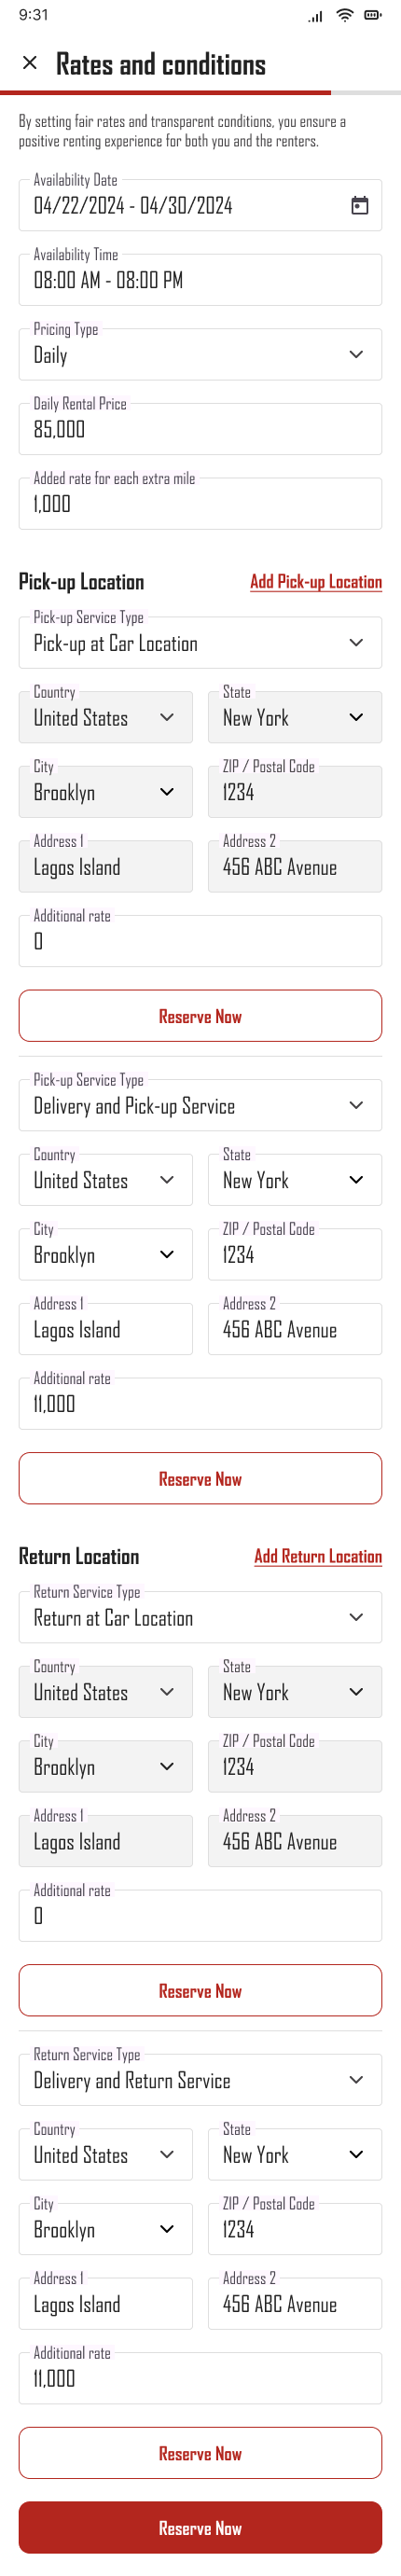 9:31
Rates and conditions
By setting fair rates and transparent conditions, you ensure a
positive renting experience for both you and the renters.
Availability Date
04/22/2024 - 04/30/2024
Availability Time
08:00 AM - 08:00 PM
Pricing Type
Daily
Daily Rental Price
85,000
Added rate for each extra mile
1,000
Pick-up Location Add Pick-up Location
Pick-up Service Type
Pick-up at Car Location
Country State
United States New York
City ZIP / Postal Code
Brooklyn 1234
Address 1 Address 2
Lagos Island 456 ABC Avenue
Additional rate
0
Reserve Now
Pick-up Service Type
Delivery and Pick-up Service
Country State
United States New York
City ZIP / Postal Code
Brooklyn 1234
Address 1 Address 2
Lagos Island 456 ABC Avenue
Additional rate
11,000
Reserve Now
Return Location Add Return Location
Return Service Type
Return at Car Location
Country State
United States New York
City ZIP / Postal Code
Brooklyn 1234
Address 1 Address 2
Lagos Island 456 ABC Avenue
Additional rate
0
Reserve Now
Return Service Type
Delivery and Return Service
Country State
United States New York
City ZIP / Postal Code
Brooklyn 1234
Address 1 Address 2
Lagos Island 456 ABC Avenue
Additional rate
11,000
Reserve Now
Reserve Now